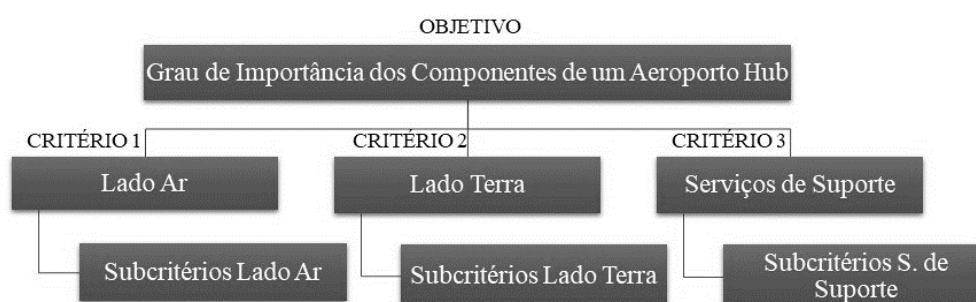 OBJETIVO
Grau de Importância dos Componentes de um Aeroporto Hub
CRITÉRIO 1
CRITÉRIO 2
CRITÉRIO 3
Lado Ar
Lado Terra
Serviços de Suporte
Subcritérios Lado Ar
Subcritérios Lado Terra
Subcritérios S. de
Suporte